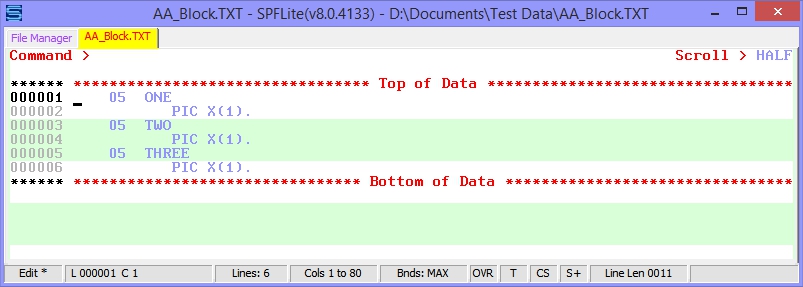 AA_Block.TXT - SPFLite(v8.0.4133) - D:\Documents\Test Data\AA_Block.TXT
File Manager AA_Block.TXT
Command > Scroll > HALF
****** ********************************* Top of Data **********************************
000001 05 ONE
000002 PIC X(1).
000003 05 TWO
000004 PIC X(1).
000005 05 THREE
000006 PIC X(1).
****** ******************************** Bottom of Data ********************************
Edit * L 000001 C 1 Lines: 6 Cols 1 to 80 Bnds: MAX OVR T CS S+ Line Len 0011